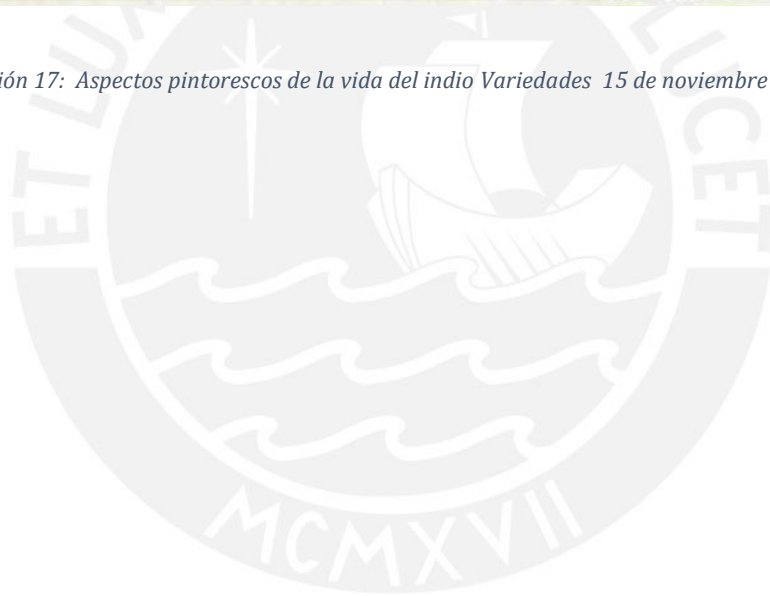 ión 17: Aspectos pintorescos de la vida del indio Variedades 15 de noviembre
ET LUX
LUCET
MCMXVII